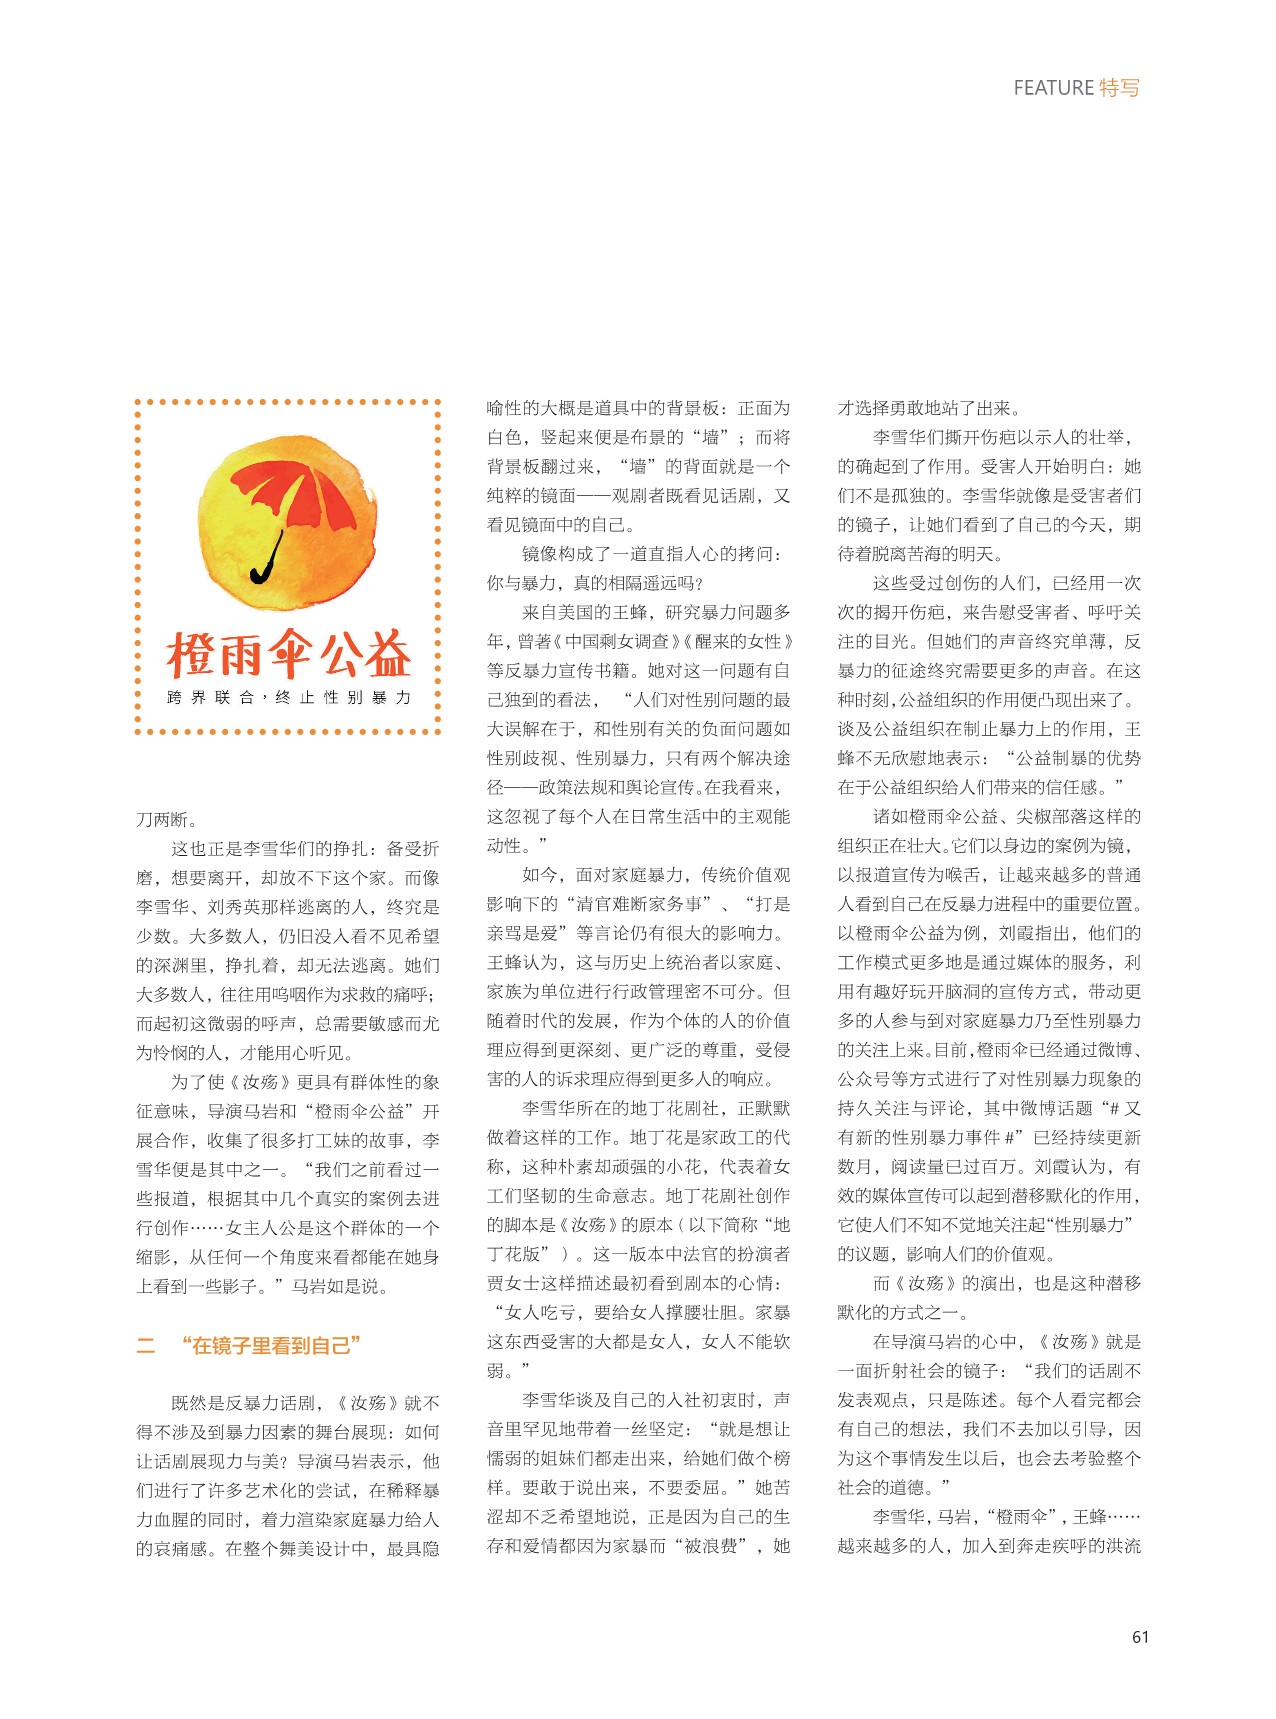 FEATURE 特写
橙雨伞公益
跨界联合，终止性别暴力
刀两断。
这也正是李雪华们的挣扎：备受折
磨，想要离开，却放不下这个家。而像
李雪华、刘秀英那样逃离的人，终究是
少数。大多数人，仍旧没入看不见希望
的深渊里，挣扎着，却无法逃离。她们
大多数人，往往用呜咽作为求救的痛呼；
而起初这微弱的呼声，总需要敏感而尤
为怜悯的人，才能用心听见。
为了使《汝殇》更具有群体性的象
征意味，导演马岩和“橙雨伞公益”开
展合作，收集了很多打工妹的故事，李
雪华便是其中之一。“我们之前看过一
些报道，根据其中几个真实的案例去进
行创作……女主人公是这个群体的一个
缩影，从任何一个角度来看都能在她身
上看到一些影子。”马岩如是说。
二 “在镜子里看到自己”
既然是反暴力话剧，《汝殇》就不
得不涉及到暴力因素的舞台展现：如何
让话剧展现力与美？导演马岩表示，他
们进行了许多艺术化的尝试，在稀释暴
力血腥的同时，着力渲染家庭暴力给人
的哀痛感。在整个舞美设计中，最具隐
喻性的大概是道具中的背景板：正面为
白色，竖起来便是布景的“墙”；而将
背景板翻过来，“墙”的背面就是一个
纯粹的镜面——观剧者既看见话剧，又
看见镜面中的自己。
镜像构成了一道直指人心的拷问：
你与暴力，真的相隔遥远吗？
来自美国的王蜂，研究暴力问题多
年，曾著《中国剩女调查》《醒来的女性》
等反暴力宣传书籍。她对这一问题有自
己独到的看法，“人们对性别问题的最
大误解在于，和性别有关的负面问题如
性别歧视、性别暴力，只有两个解决途
径——政策法规和舆论宣传。在我看来，
这忽视了每个人在日常生活中的主观能
动性。”
如今，面对家庭暴力，传统价值观
影响下的“清官难断家务事”、“打是
亲骂是爱”等言论仍有很大的影响力。
王蜂认为，这与历史上统治者以家庭、
家族为单位进行行政管理密不可分。但
随着时代的发展，作为个体的人的价值
理应得到更深刻、更广泛的尊重，受侵
害的人的诉求理应得到更多人的响应。
李雪华所在的地丁花剧社，正默默
做着这样的工作。地丁花是家政工的代
称，这种朴素却顽强的小花，代表着女
工们坚韧的生命意志。地丁花剧社创作
的脚本是《汝殇》的原本（以下简称“地
丁花版”）。这一版本中法官的扮演者
贾女士这样描述最初看到剧本的心情：
“女人吃亏，要给女人撑腰壮胆。家暴
这东西受害的大都是女人，女人不能软
弱。”
李雪华谈及自己的入社初衷时，声
音里罕见地带着一丝坚定：“就是想让
懦弱的姐妹们都走出来，给她们做个榜
样。要敢于说出来，不要委屈。”她苦
涩却不乏希望地说，正是因为自己的生
存和爱情都因为家暴而“被浪费”，她
才选择勇敢地站了出来。
李雪华们撕开伤疤以示人的壮举，
的确起到了作用。受害人开始明白：她
们不是孤独的。李雪华就像是受害者们
的镜子，让她们看到了自己的今天，期
待着脱离苦海的明天。
这些受过创伤的人们，已经用一次
次的揭开伤疤，来告慰受害者、呼吁关
注的目光。但她们的声音终究单薄，反
暴力的征途终究需要更多的声音。在这
种时刻，公益组织的作用便凸现出来了。
谈及公益组织在制止暴力上的作用，王
蜂不无欣慰地表示：“公益制暴的优势
在于公益组织给人们带来的信任感。”
诸如橙雨伞公益、尖椒部落这样的
组织正在壮大。它们以身边的案例为镜，
以报道宣传为喉舌，让越来越多的普通
人看到自己在反暴力进程中的重要位置。
以橙雨伞公益为例，刘霞指出，他们的
工作模式更多地是通过媒体的服务，利
用有趣好玩开脑洞的宣传方式，带动更
多的人参与到对家庭暴力乃至性别暴力
的关注上来。目前，橙雨伞已经通过微博、
公众号等方式进行了对性别暴力现象的
持久关注与评论，其中微博话题“#又
有新的性别暴力事件#”已经持续更新
数月，阅读量已过百万。刘霞认为，有
效的媒体宣传可以起到潜移默化的作用，
它使人们不知不觉地关注起“性别暴力”
的议题，影响人们的价值观。
而《汝殇》的演出，也是这种潜移
默化的方式之一。
在导演马岩的心中，《汝殇》就是
一面折射社会的镜子：“我们的话剧不
发表观点，只是陈述。每个人看完都会
有自己的想法，我们不去加以引导，因
为这个事情发生以后，也会去考验整个
社会的道德。”
李雪华，马岩，“橙雨伞”，王蜂……
越来越多的人，加入到奔走疾呼的洪流
61